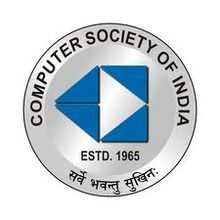 COMPUTER SOCIETY OF INDIA
ESTD. 1965
सर्वे भवन्तु सुखिनः